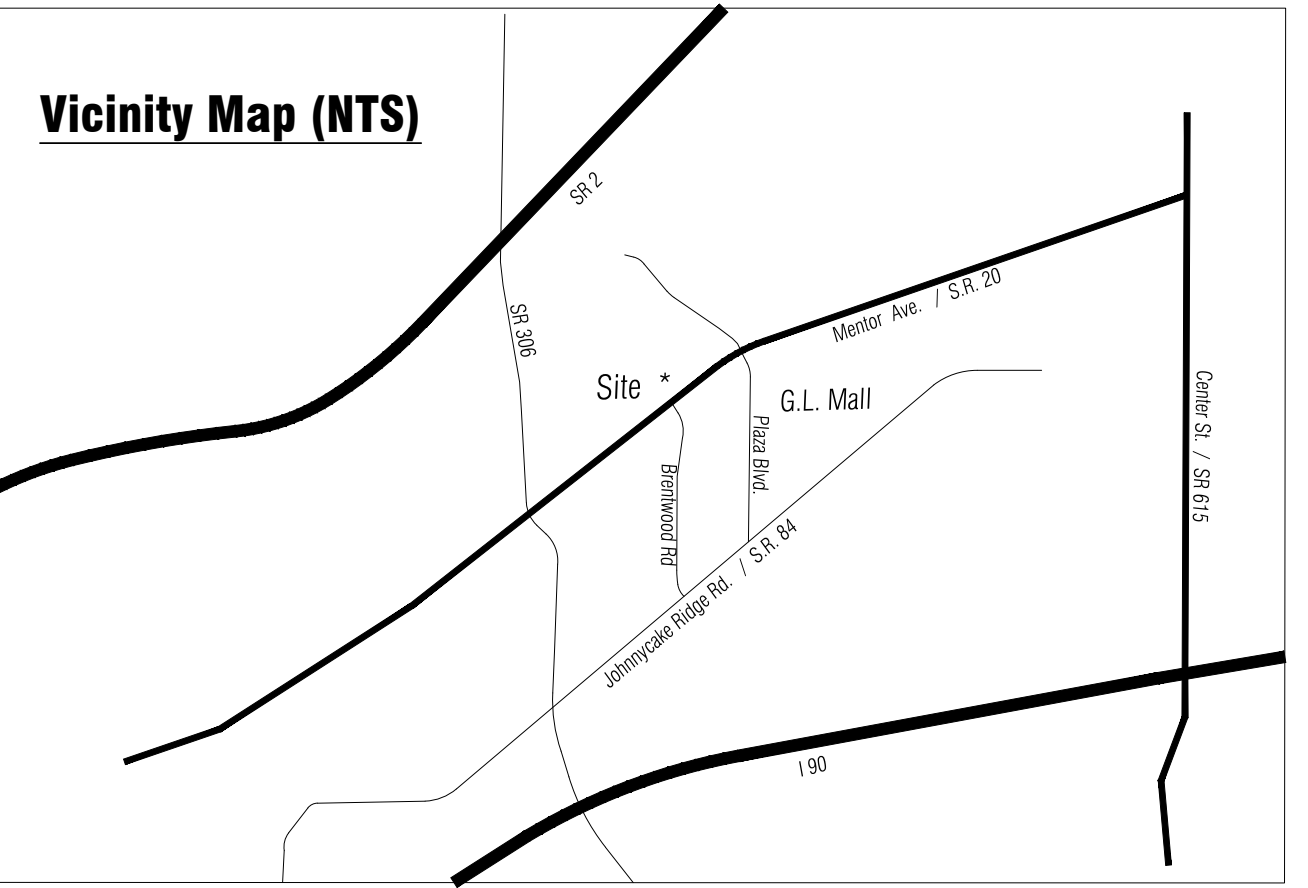 Vicinity Map (NTS)
SR 2
SR 306
Mentor Ave. / S.R. 20
Site *
G.L. Mall
Center St. / SR 615
Plaza Blvd.
Brentwood Rd
Johnnycake Ridge Rd. / S.R. 84
I 90